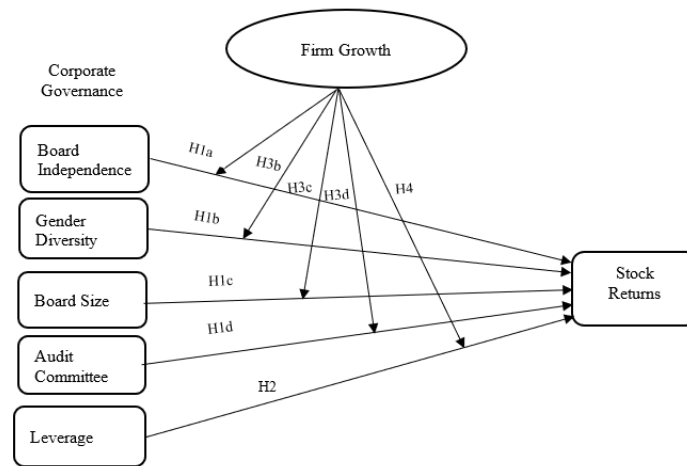 Firm Growth
Corporate
Governance
Board
Independence
H1a
H3b
H3c
H3d
H4
Gender
Diversity
H1b
Stock
Returns
Board Size
H1c
Audit
Committee
H1d
Leverage
H2